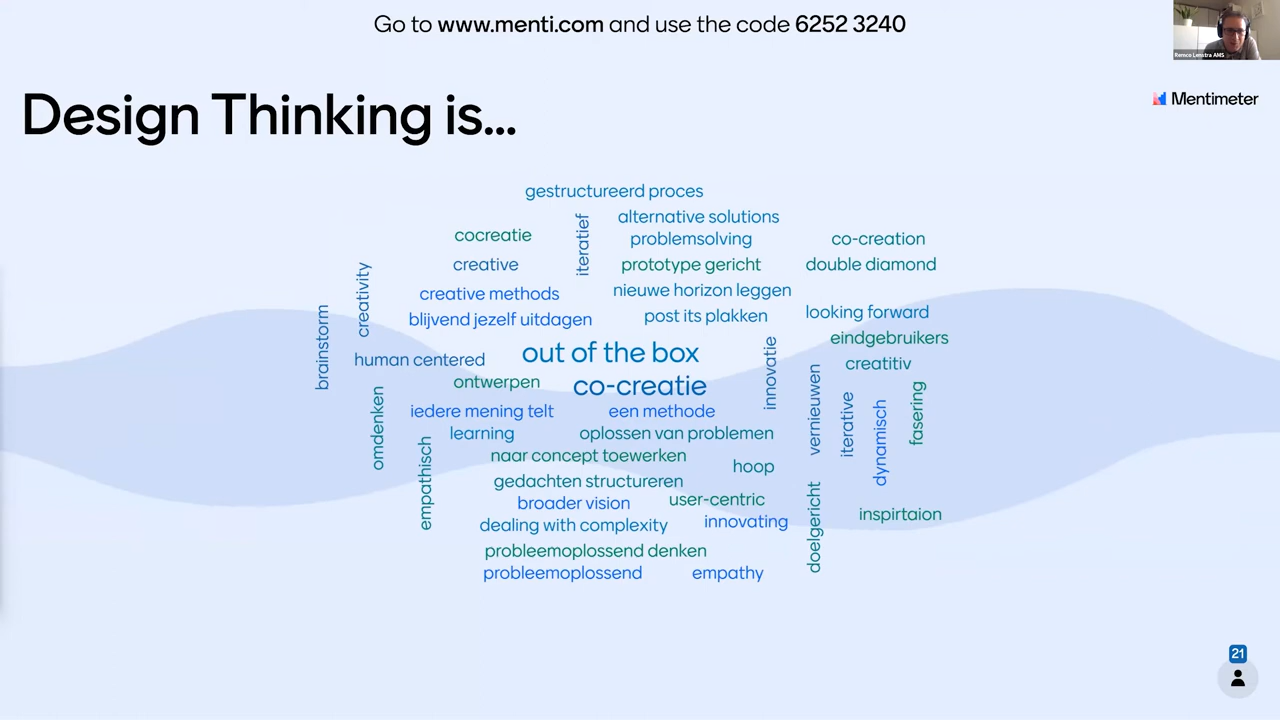 Go to www.menti.com and use the code 6252 3240
Remco Lenstra AMS
Mentimeter
Design Thinking is...
gestructureerd proces
alternative solutions
cocreatie
iteratief
problemsolving
co-creation
creative
prototype gericht
double diamond
creativity
creative methods
nieuwe horizon leggen
brainstorm
blijvend jezelf uitdagen
post its plakken
looking forward
eindgebruikers
human centered
out of the box
innovatie
creatitiv
ontwerpen
co-creatie
vernieuwen
iterative
dynamisch
fasering
omdenken
iedere mening telt
een methode
learning
oplossen van problemen
empathisch
naar concept toewerken
hoop
gedachten structureren
broader vision
user-centric
doelgericht
dealing with complexity
innovating
inspirtaion
probleemoplossend denken
probleemoplossend
empathy
21